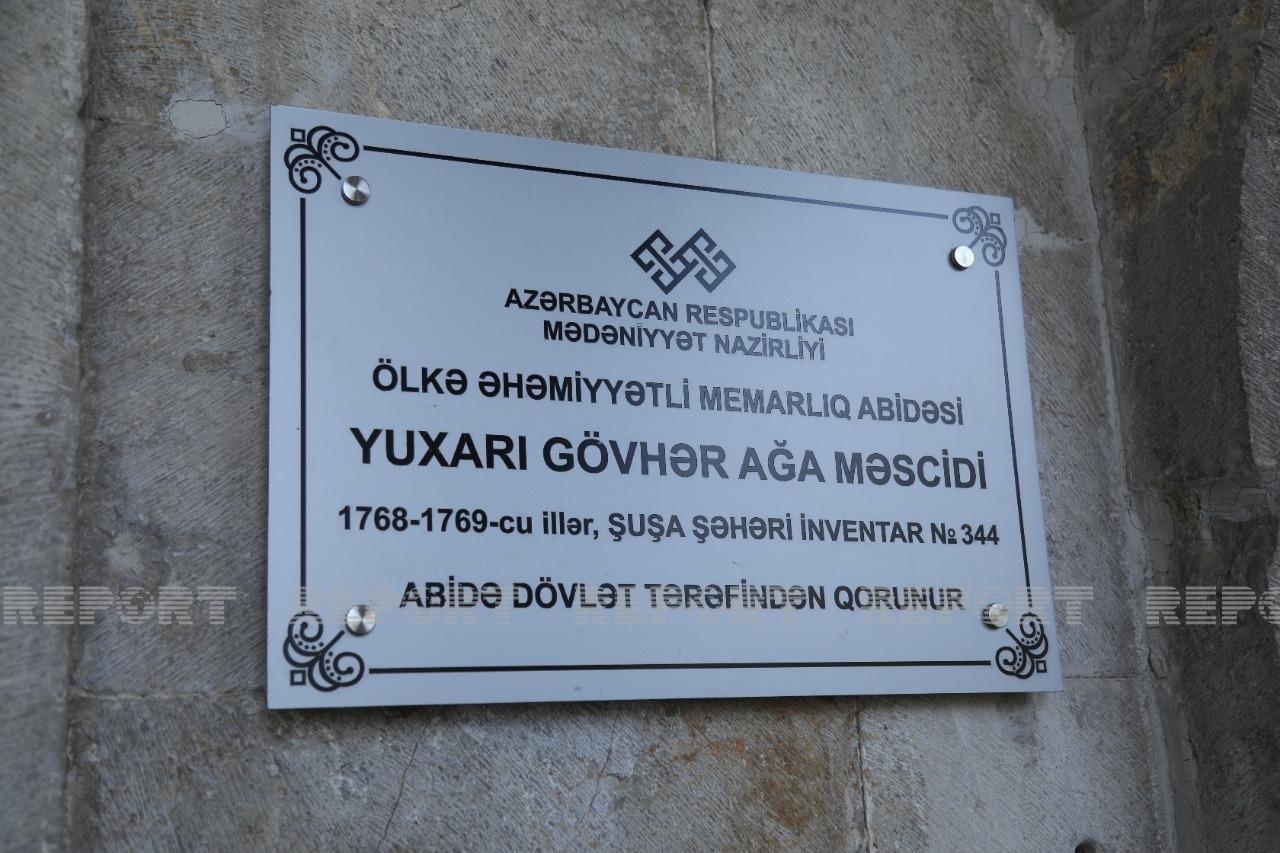 AZƏRBAYCAN RESPUBLİKASI
MƏDƏNİYYƏT NAZİRLİYİ
ÖLKƏ ƏHƏMİYYƏTLİ MEMARLIQ ABİDƏSİ
YUXARI GÖVHƏR AĞA MƏSCİDİ
1768-1769-cu illər, ŞUŞA ŞƏHƏRİ İNVENTAR № 344
ABİDƏ DÖVLƏT TƏRƏFİNDƏN QORUNUR
REPORT REPORT REPORT REPORT REPO